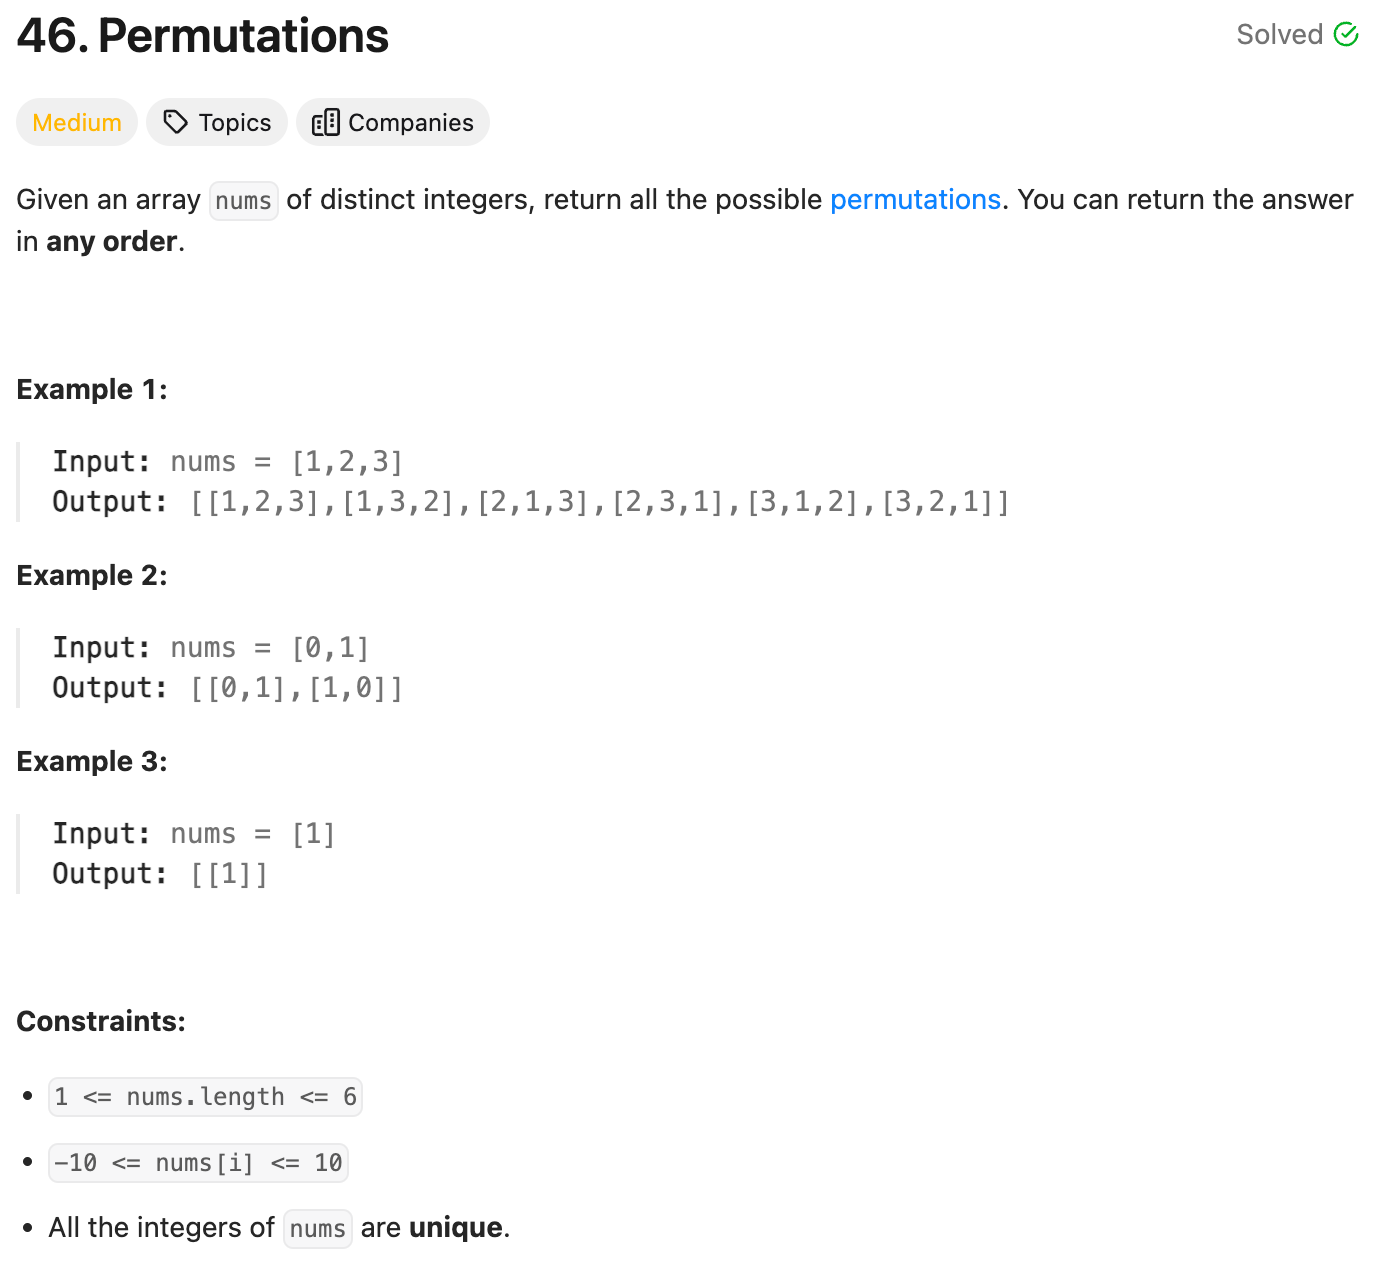 46. Permutations
Solved
Medium
Topics
Companies
Given an array nums of distinct integers, return all the possible permutations. You can return the answer
in any order.
Example 1:
Input: nums = [1,2,3]
Output: [[1,2,3],[1,3,2],[2,1,3],[2,3,1],[3,1,2],[3,2,1]]
Example 2:
Input: nums = [0,1]
Output: [[0,1],[1,0]]
Example 3:
Input: nums = [1]
Output: [[1]]
Constraints:
• 1 <= nums.length <= 6
• -10 <= nums[i] <= 10
• All the integers of nums are unique.